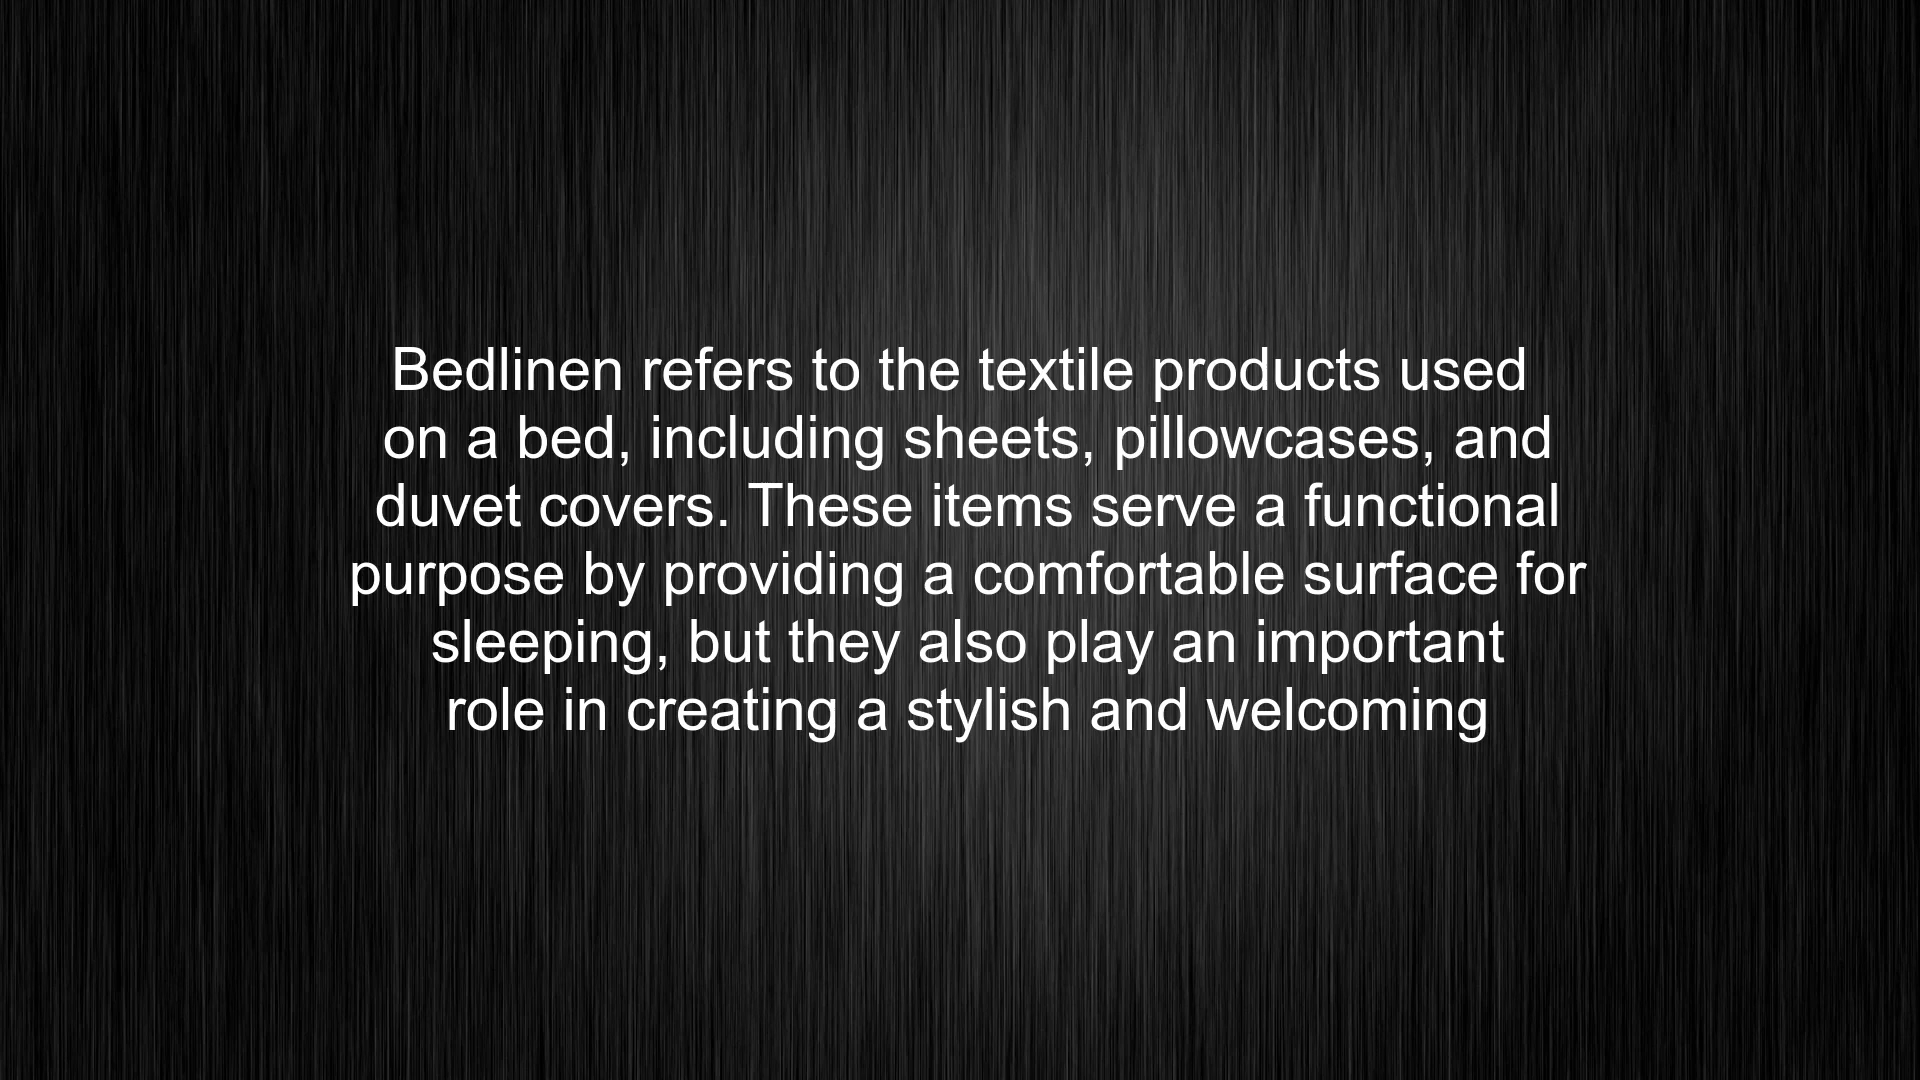 Bedlinen refers to the textile products used
on a bed, including sheets, pillowcases, and
duvet covers. These items serve a functional
purpose by providing a comfortable surface for
sleeping, but they also play an important
role in creating a stylish and welcoming